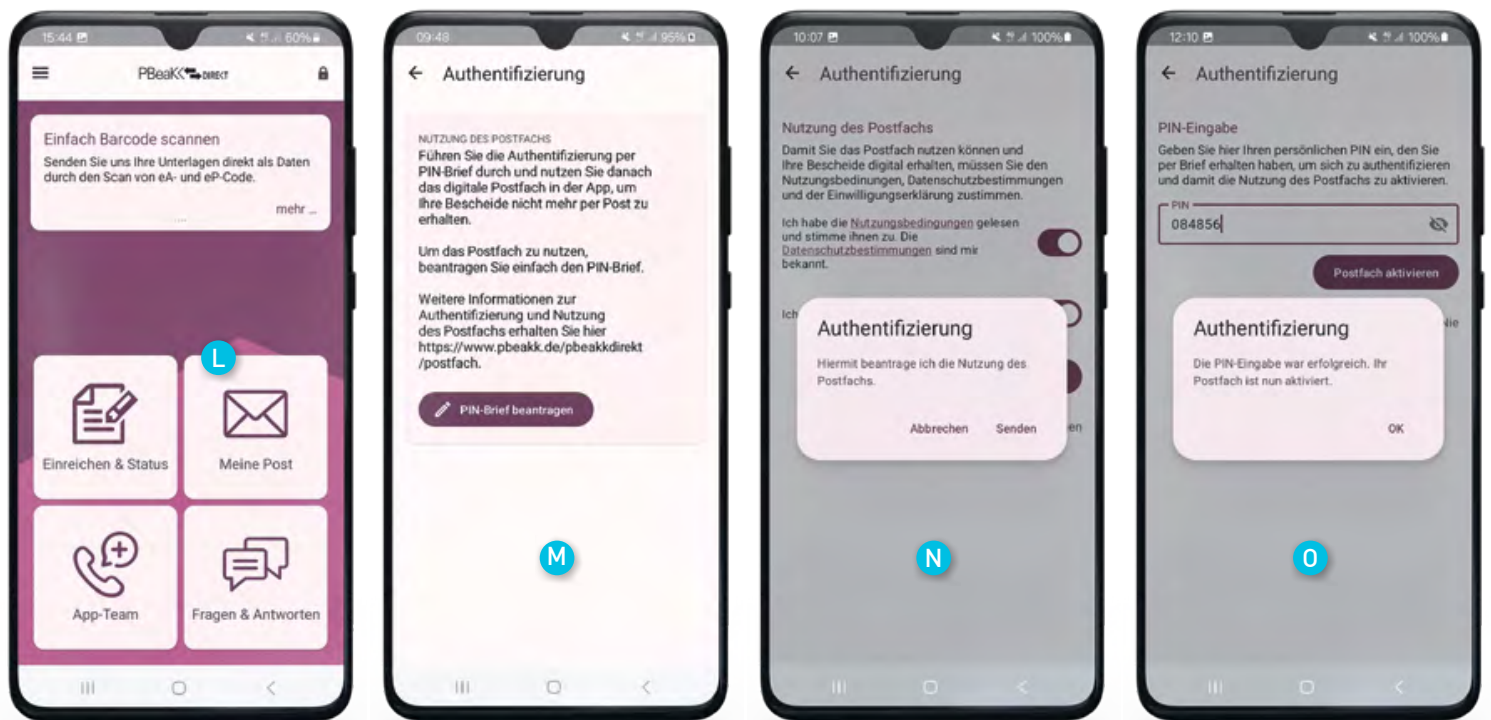 15:44
60%
PBeaKK DIREKT
Einfach Barcode scannen
Senden Sie uns Ihre Unterlagen direkt als Daten
durch den Scan von eA- und eP-Code.
...
mehr ...
L
Einreichen & Status
Meine Post
App-Team
Fragen & Antworten
09:48
95%
Authentifizierung
NUTZUNG DES POSTFACHS
Führen Sie die Authentifizierung per
PIN-Brief durch und nutzen Sie danach
das digitale Postfach in der App, um
Ihre Bescheide nicht mehr per Post zu
erhalten.
Um das Postfach zu nutzen,
beantragen Sie einfach den PIN-Brief.
Weitere Informationen zur
Authentifizierung und Nutzung
des Postfachs erhalten Sie hier
https://www.pbeakk.de/pbeakkdirekt
/postfach.
PIN-Brief beantragen
M
10:07
100%
Authentifizierung
Nutzung des Postfachs
Damit Sie das Postfach nutzen können und
Ihre Bescheide digital erhalten, müssen Sie den
Nutzungsbedinungen, Datenschutzbestimmungen
und der Einwilligungserklärung zustimmen.
Ich habe die Nutzungsbedingungen gelesen
und stimme ihnen zu. Die
Datenschutzbestimmungen sind mir
bekannt.
Ich
Authentifizierung
Hiermit beantrage ich die Nutzung des
Postfachs.
Abbrechen Senden
en
N
12:10
100%
Authentifizierung
PIN-Eingabe
Geben Sie hier Ihren persönlichen PIN ein, den Sie
per Brief erhalten haben, um sich zu authentifizieren
und damit die Nutzung des Postfachs zu aktivieren.
PIN
084856
Postfach aktivieren
Authentifizierung
Die PIN-Eingabe war erfolgreich. Ihr
Postfach ist nun aktiviert.
OK
O